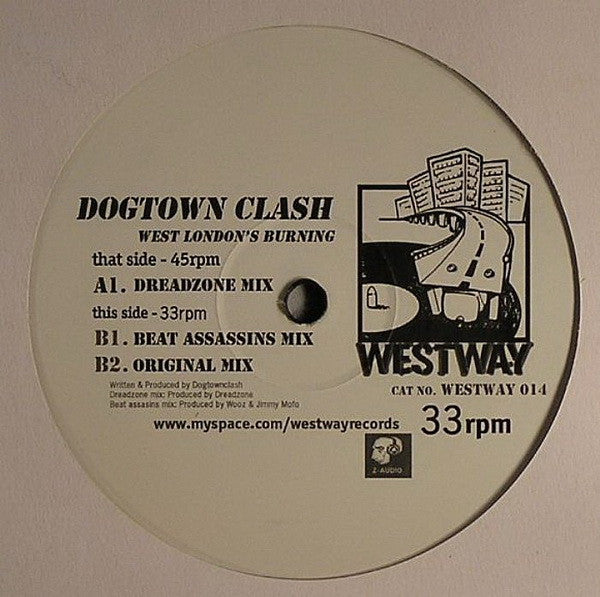 DOGTOWN CLASH
WEST LONDON'S BURNING
that side - 45rpm
A1. DREADZONE MIX
this side - 33rpm
B1. BEAT ASSASSINS MIX
B2. ORIGINAL MIX
Written & Produced by Dogtownclash
Dreadzone mix: Produced by Dreadzone
Beat assasins mix: Produced by Wooz & Jimmy Mofo
www.myspace.com/westwayrecords
WESTWAY
CAT NO. WESTWAY 014
33rpm
Z-AUDIO